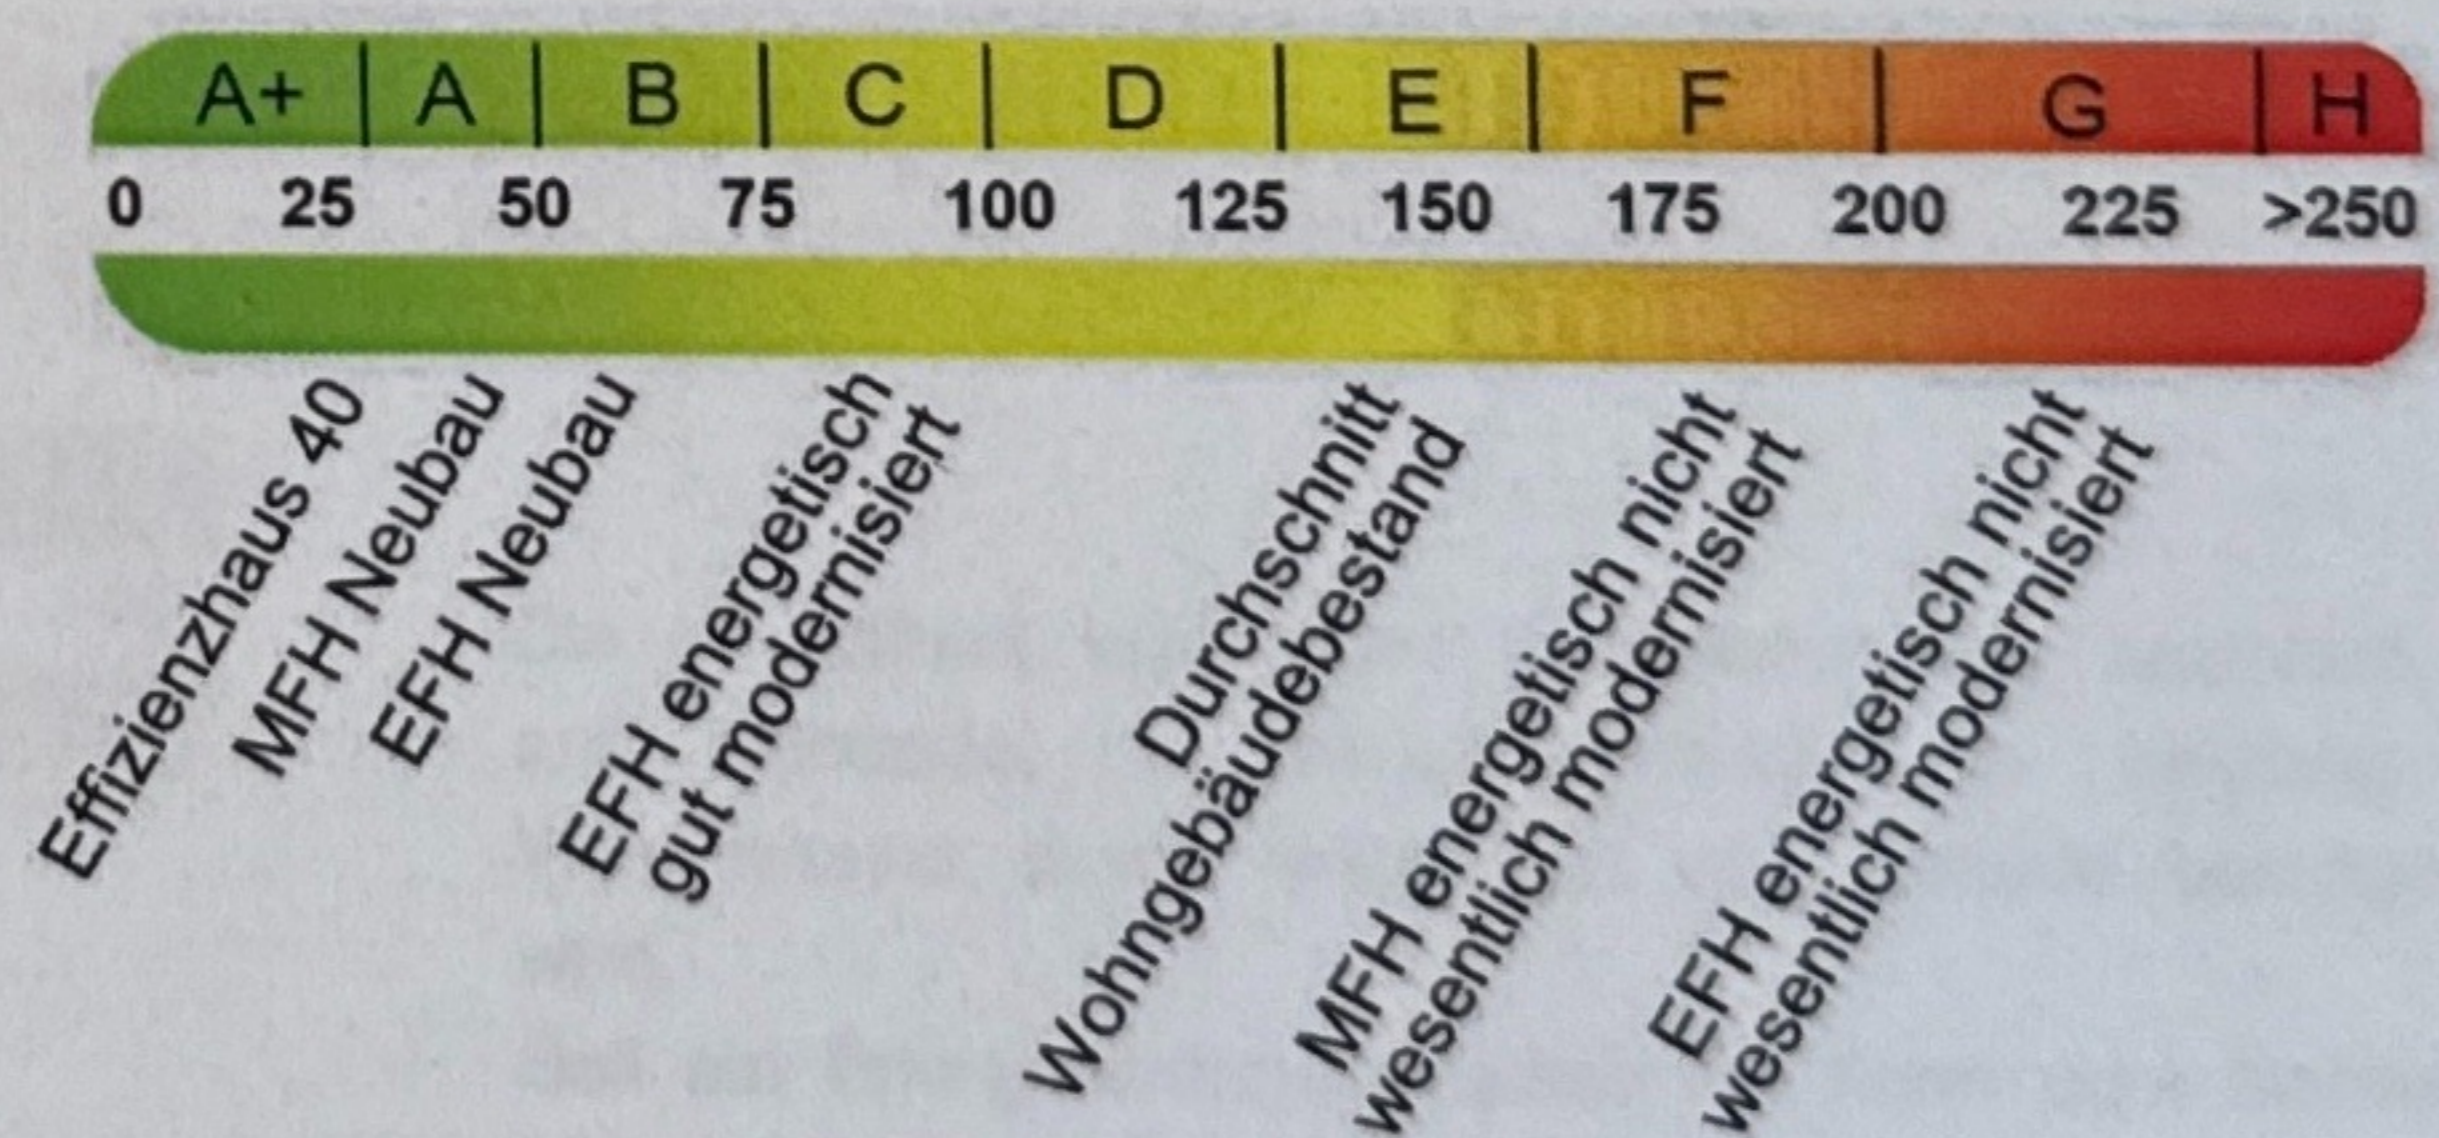 A+ A B C D E F G H
0 25 50 75 100 125 150 175 200 225 >250
Effizienzhaus 40
MFH Neubau
EFH Neubau
EFH energetisch
gut modernisiert
Durchschnitt
Wohngebäudebestand
MFH energetisch nicht
wesentlich modernisiert
EFH energetisch nicht
wesentlich modernisiert